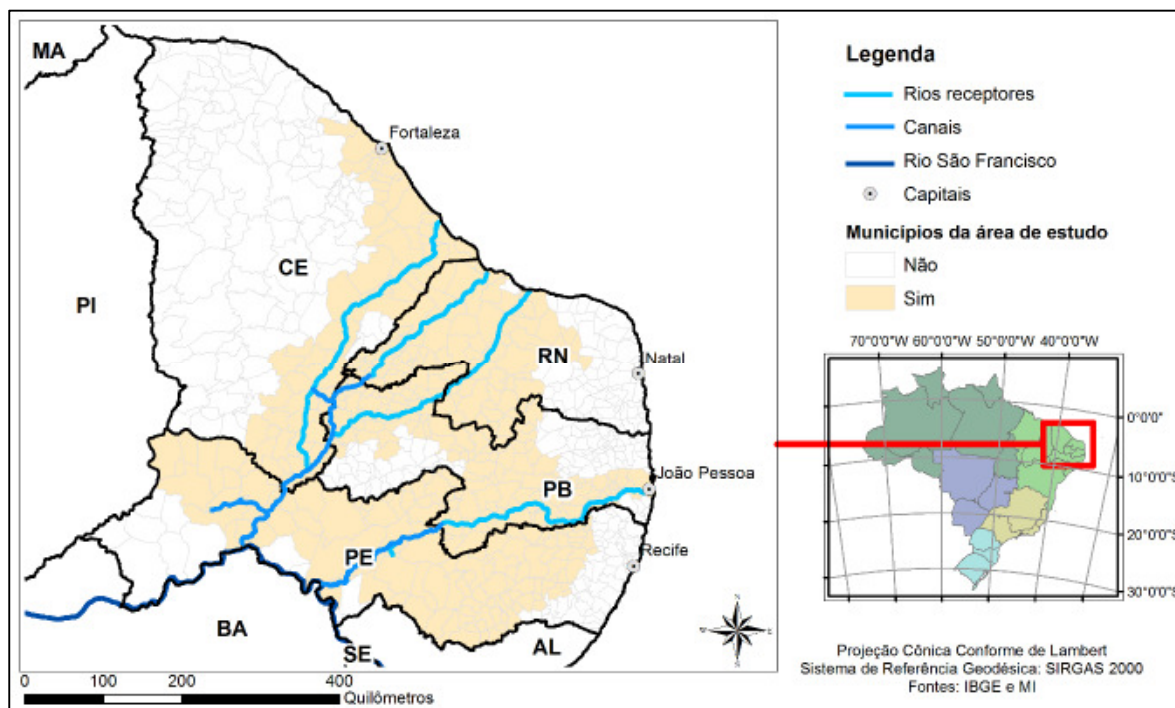 MA
Fortaleza
CE
PI
RN
Natal
João Pessoa
PB
Recife
PE
BA
SE
AL
0 100 200 400
Quilômetros
Legenda
Rios receptores
Canais
Rio São Francisco
Capitais
Municípios da área de estudo
Não
Sim
70°0'0"W 60°0'0"W 50°0'0"W 40°0'0"W
0°0'0"
10°0'0"S
20°0'0"S
30°0'0"S
Projeção Cônica Conforme de Lambert
Sistema de Referência Geodésica: SIRGAS 2000
Fontes: IBGE e MI